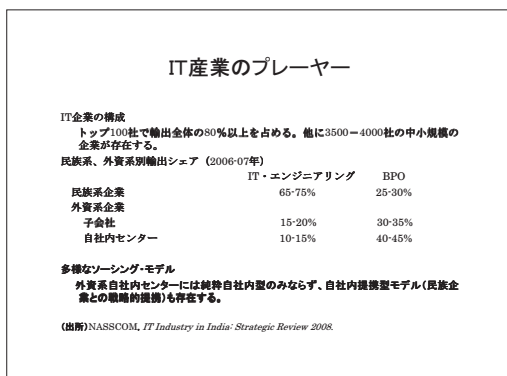 IT産業のプレーヤー
IT企業の構成
トップ100社で輸出全体の80％以上を占める。他に3500－4000社の中小規模の
企業が存在する。
民族系、外資系別輸出シェア（2006-07年）
IT・エンジニアリング BPO
民族系企業 65-75% 25-30%
外資系企業
子会社 15-20% 30-35%
自社内センター 10-15% 40-45%
多様なソーシング・モデル
外資系自社内センターには純粋自社内型のみならず、自社内提携型モデル（民族企
業との戦略的提携）も存在する。
（出所）NASSCOM, IT Industry in India: Strategic Review 2008.